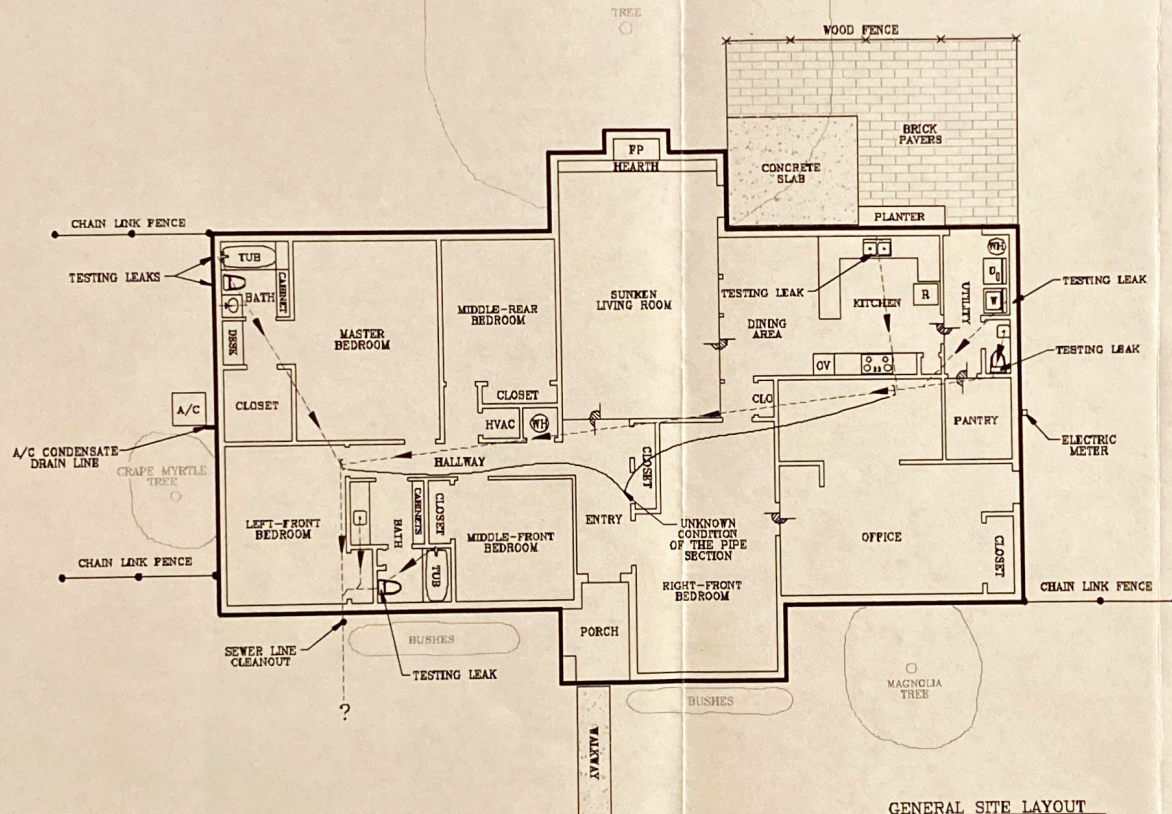 TREE
WOOD FENCE
BRICK
PAVERS
FP
HEARTH
CONCRETE
SLAB
PLANTER
CHAIN LINK FENCE
TESTING LEAKS
TUB
CABINET
BATH
DESK
MASTER
BEDROOM
MIDDLE-REAR
BEDROOM
SUNKEN
LIVING ROOM
TESTING LEAK
DINING
AREA
KITCHEN
R
UTILITY
WH
D
W
TESTING LEAK
TESTING LEAK
OV
CLOSET
CLOSET
CLO
A/C
A/C CONDENSATE
DRAIN LINE
HVAC
WH
PANTRY
ELECTRIC
METER
CRAPE MYRTLE
TREE
HALLWAY
CLOSET
LEFT-FRONT
BEDROOM
BATH
CABINETS
CLOSET
MIDDLE-FRONT
BEDROOM
ENTRY
UNKNOWN
CONDITION
OF THE PIPE
SECTION
OFFICE
CLOSET
CHAIN LINK FENCE
TUB
RIGHT-FRONT
BEDROOM
CHAIN LINK FENCE
PORCH
SEWER LINE
CLEANOUT
BUSHES
TESTING LEAK
?
BUSHES
MAGNOLIA
TREE
WALKWAY
GENERAL SITE LAYOUT